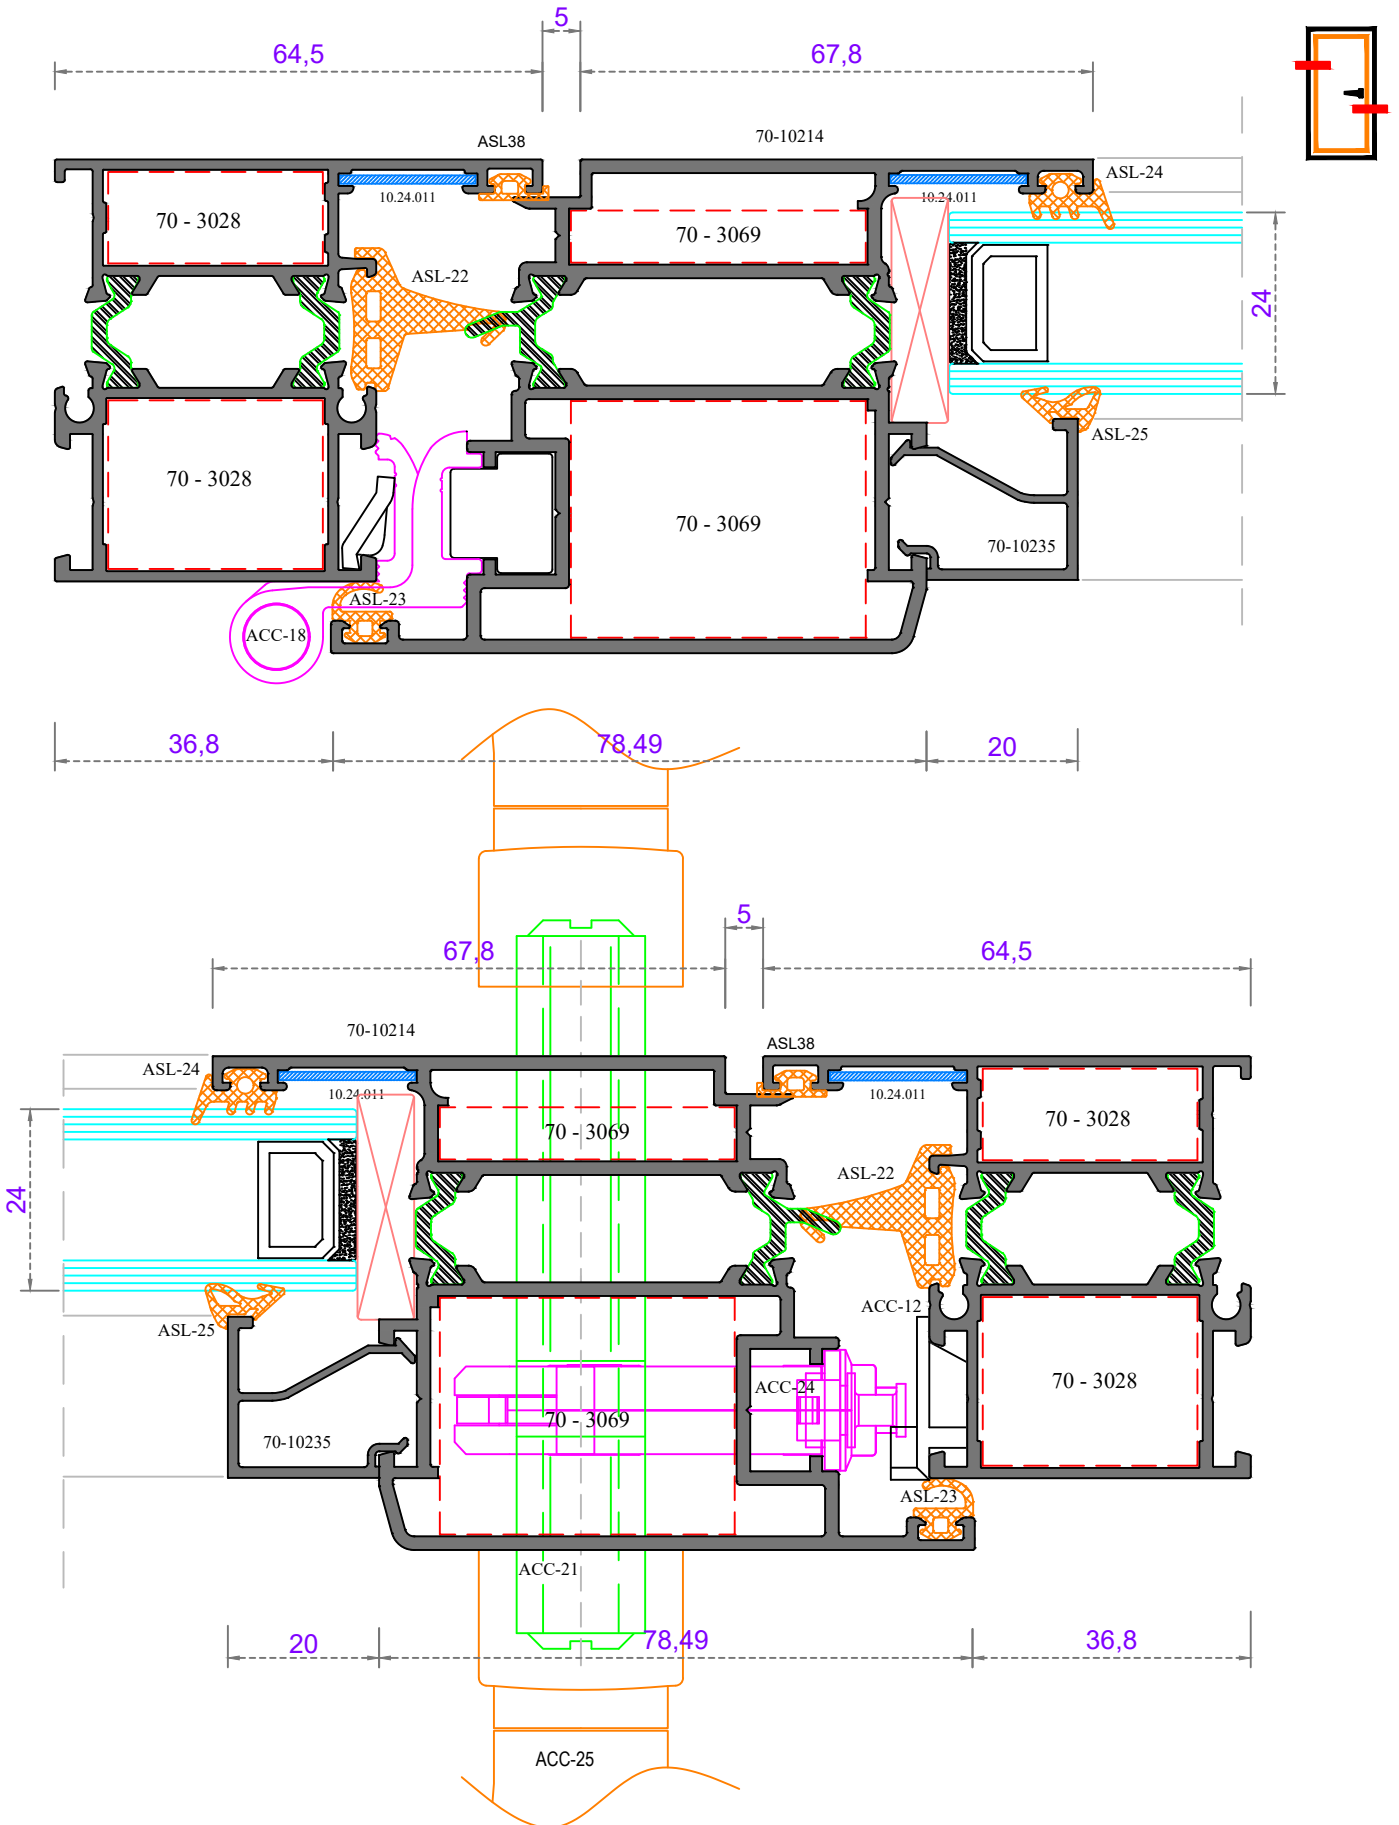 5
64,5
67,8
ASL38
70-10214
ASL-24
10.24.011
10.24.011
70 - 3028
70 - 3069
ASL-22
24
ASL-25
70 - 3028
70 - 3069
70-10235
ASL-23
ACC-18
36,8
78,49
20
5
67,8
64,5
70-10214
ASL38
ASL-24
10.24.011
10.24.011
70 - 3069
70 - 3028
ASL-22
24
ACC-12
ASL-25
70 - 3028
ACC-24
70 - 3069
70-10235
ASL-23
ACC-21
20
78,49
36,8
ACC-25